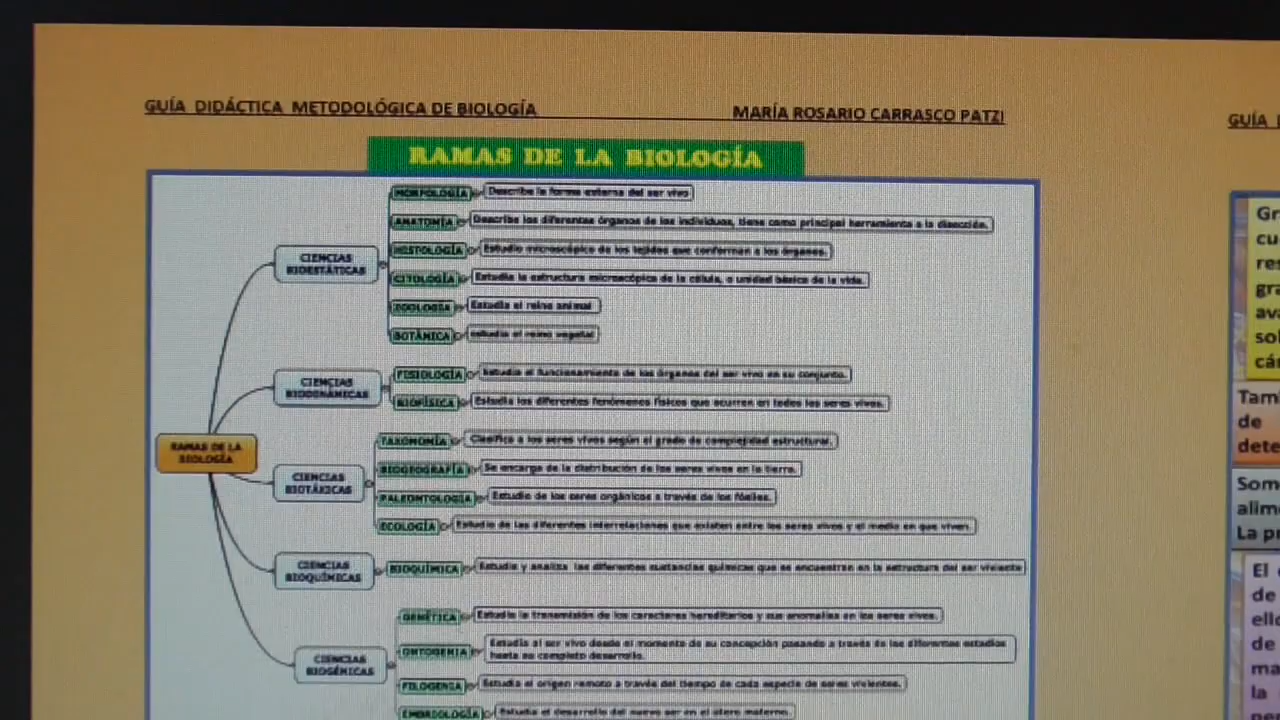 GUÍA DIDÁCTICA METODOLÓGICA DE BIOLOGÍA
MARÍA ROSARIO CARRASCO PATZI
GUÍA
RAMAS DE LA BIOLOGÍA
RAMAS DE LA
BIOLOGÍA
CIENCIAS
BIOESTÁTICAS
MORFOLOGÍA
Describe la forma externa del ser vivo
ANATOMÍA
Describe los diferentes órganos de los individuos, tiene como principal herramienta a la disección.
HISTOLOGÍA
Estudio microscópico de los tejidos que conforman a los órganos.
CITOLOGÍA
Estudia la estructura microscópica de la célula, o unidad básica de la vida.
ZOOLOGÍA
Estudia el reino animal
BOTÁNICA
estudia el reino vegetal
CIENCIAS
BIODINÁMICAS
FISIOLOGÍA
Estudia el funcionamiento de los órganos del ser vivo en su conjunto.
BIOFÍSICA
Estudia los diferentes fenómenos físicos que ocurren en todos los seres vivos.
CIENCIAS
BIOTÁXICAS
TAXONOMÍA
Clasifica a los seres vivos según el grado de complejidad estructural.
BIOGEOGRAFÍA
Se encarga de la distribución de los seres vivos en la tierra.
PALEONTOLOGÍA
Estudio de los seres orgánicos a través de los fósiles.
ECOLOGÍA
Estudio de las diferentes interrelaciones que existen entre los seres vivos y el medio en que viven.
CIENCIAS
BIOQUÍMICAS
BIOQUÍMICA
Estudia y analiza las diferentes sustancias químicas que se encuentran en la estructura del ser viviente
CIENCIAS
BIOGÉNICAS
GENÉTICA
Estudia la transmisión de los caracteres hereditarios y sus anomalías en los seres vivos.
ONTOGENIA
Estudia al ser vivo desde el momento de su concepción pasando a través de los diferentes estadios
hasta su completo desarrollo.
FILOGENIA
Estudia el origen remoto a través del tiempo de cada especie de seres vivientes.
EMBRIOLOGÍA
Estudia el desarrollo del nuevo ser en el útero materno.
Gr
cu
res
gra
ava
sol
cán
Tam
de
dete
Som
alime
La pr
El
de
ello
de
ma
la